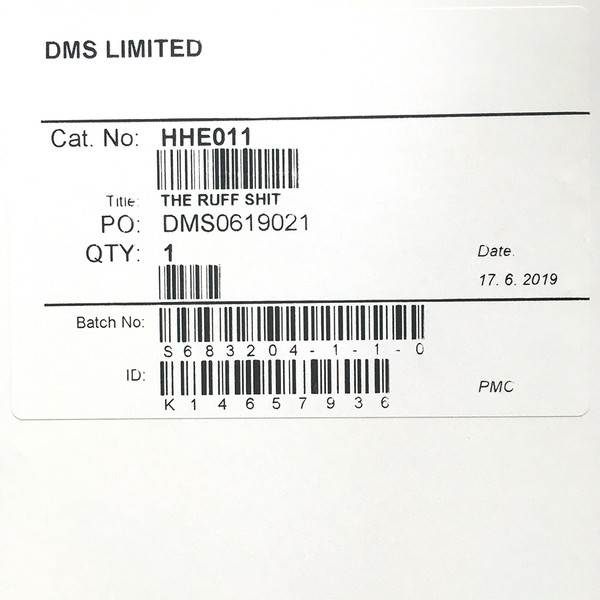 DMS LIMITED
Cat. No: HHE011
Title: THE RUFF SHIT
PO: DMS0619021
QTY: 1
Date.
17. 6. 2019
Batch No:
S683204-1-1-0
ID:
K14657936
PMC